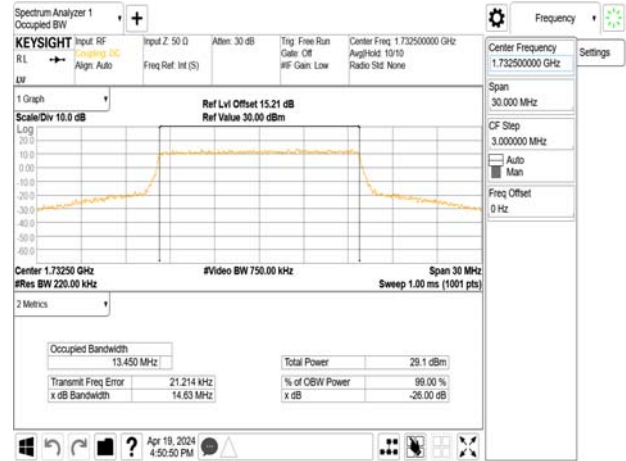 Spectrum Analyzer 1
Occupied BW
+
Frequency
KEYSIGHT
RL
Input: RF
Coupling: DC
Align: Auto
Input Z: 50 Ω
Freq Ref: Int (S)
Atten: 30 dB
Trig: Free Run
Gate: Off
#IF Gain: Low
Center Freq: 1.732500000 GHz
Avg|Hold: 10/10
Radio Std: None
1 Graph
Scale/Div 10.0 dB
Ref Lvl Offset 15.21 dB
Ref Value 30.00 dBm
Log
20.0
10.0
0.00
-10.0
-20.0
-30.0
-40.0
-50.0
-60.0
Center 1.73250 GHz
#Res BW 220.00 kHz
#Video BW 750.00 kHz
Span 30 MHz
Sweep 1.00 ms (1001 pts)
2 Metrics
Occupied Bandwidth
13.450 MHz
Transmit Freq Error 21.214 kHz
x dB Bandwidth 14.63 MHz
Total Power 29.1 dBm
% of OBW Power 99.00 %
x dB -26.00 dB
Center Frequency
1.732500000 GHz
Settings
Span
30.000 MHz
CF Step
3.000000 MHz
Auto
Man
Freq Offset
0 Hz
?
Apr 19, 2024
4:50:50 PM